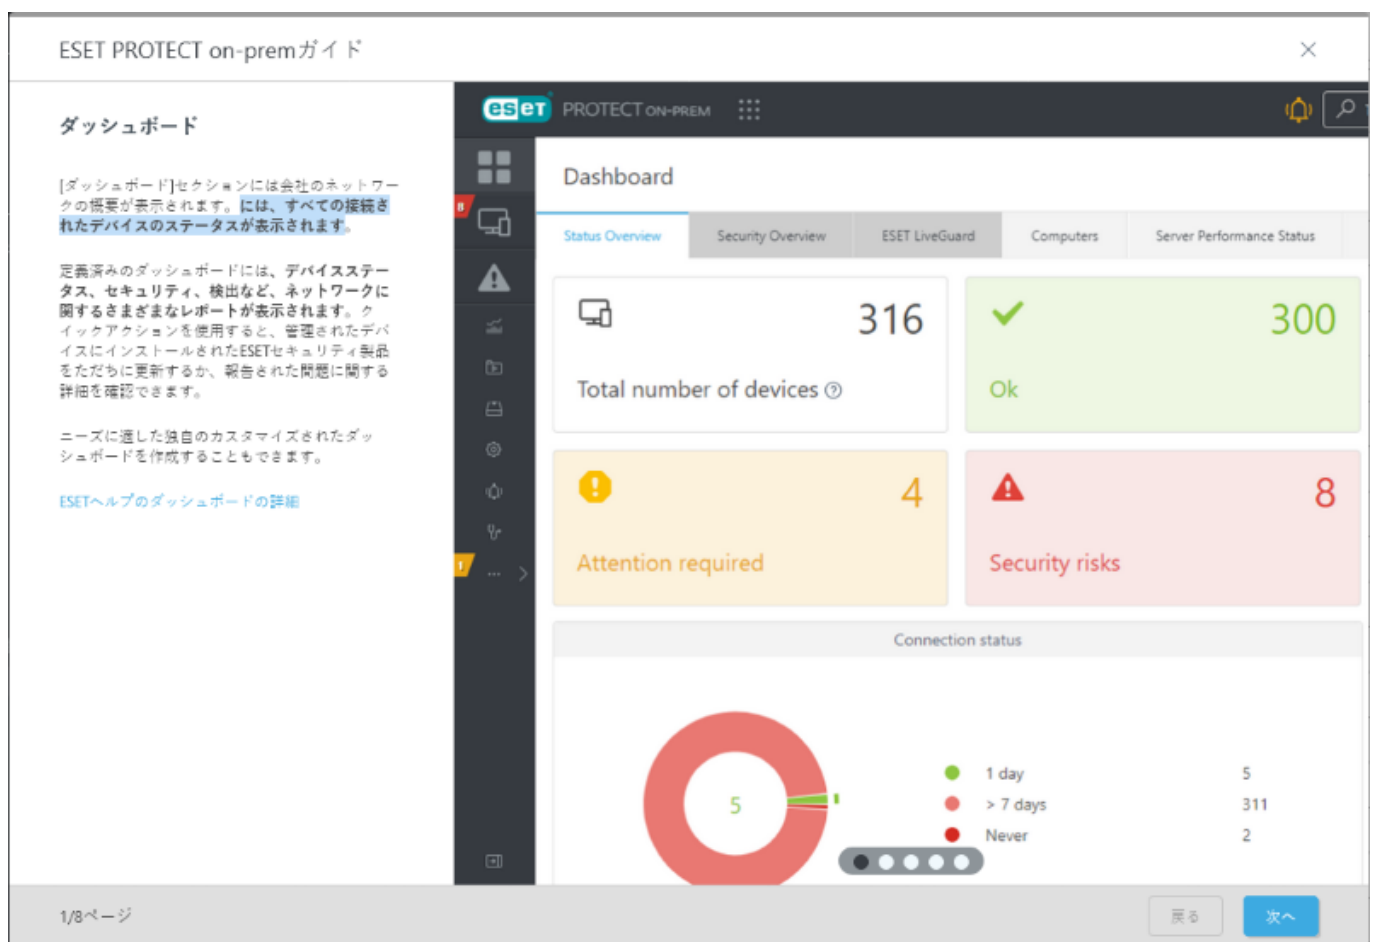 ESET PROTECT on-premガイド
ダッシュボード
[ダッシュボード]セクションには会社のネットワー
クの概要が表示されます。には、すべての接続さ
れたデバイスのステータスが表示されます。
定義済みのダッシュボードには、デバイスステー
タス、セキュリティ、検出など、ネットワークに
関するさまざまなレポートが表示されます。ク
イックアクションを使用すると、管理されたデバ
イスにインストールされたESETセキュリティ製品
をただちに更新するか、報告された問題に関する
詳細を確認できます。
ニーズに適した独自のカスタマイズされたダッ
シュボードを作成することもできます。
ESETヘルプのダッシュボードの詳細
eset PROTECT ON-PREM
Dashboard
8
Status Overview Security Overview ESET LiveGuard Computers Server Performance Status
316
Total number of devices
300
Ok
4
Attention required
8
Security risks
1
Connection status
5
1
1 day 5
> 7 days 311
Never 2
1/8ページ
戻る
次へ